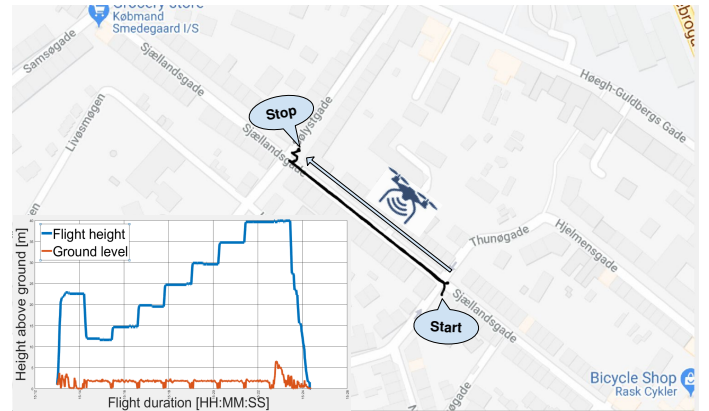 Grocery store
Købmand
Smedegaard I/S
Samsøgade
Sjællandsgade
Livøsmøgen
Høegh-Guldbergs Gade
Stop
ølystgade
Sjællandsgade
Thunøgade
Hjelmensgade
Sjællandsgade
Start
Bicycle Shop
Rask Cykler
Flight height
Ground level
Height above ground [m]
Flight duration [HH:MM:SS]